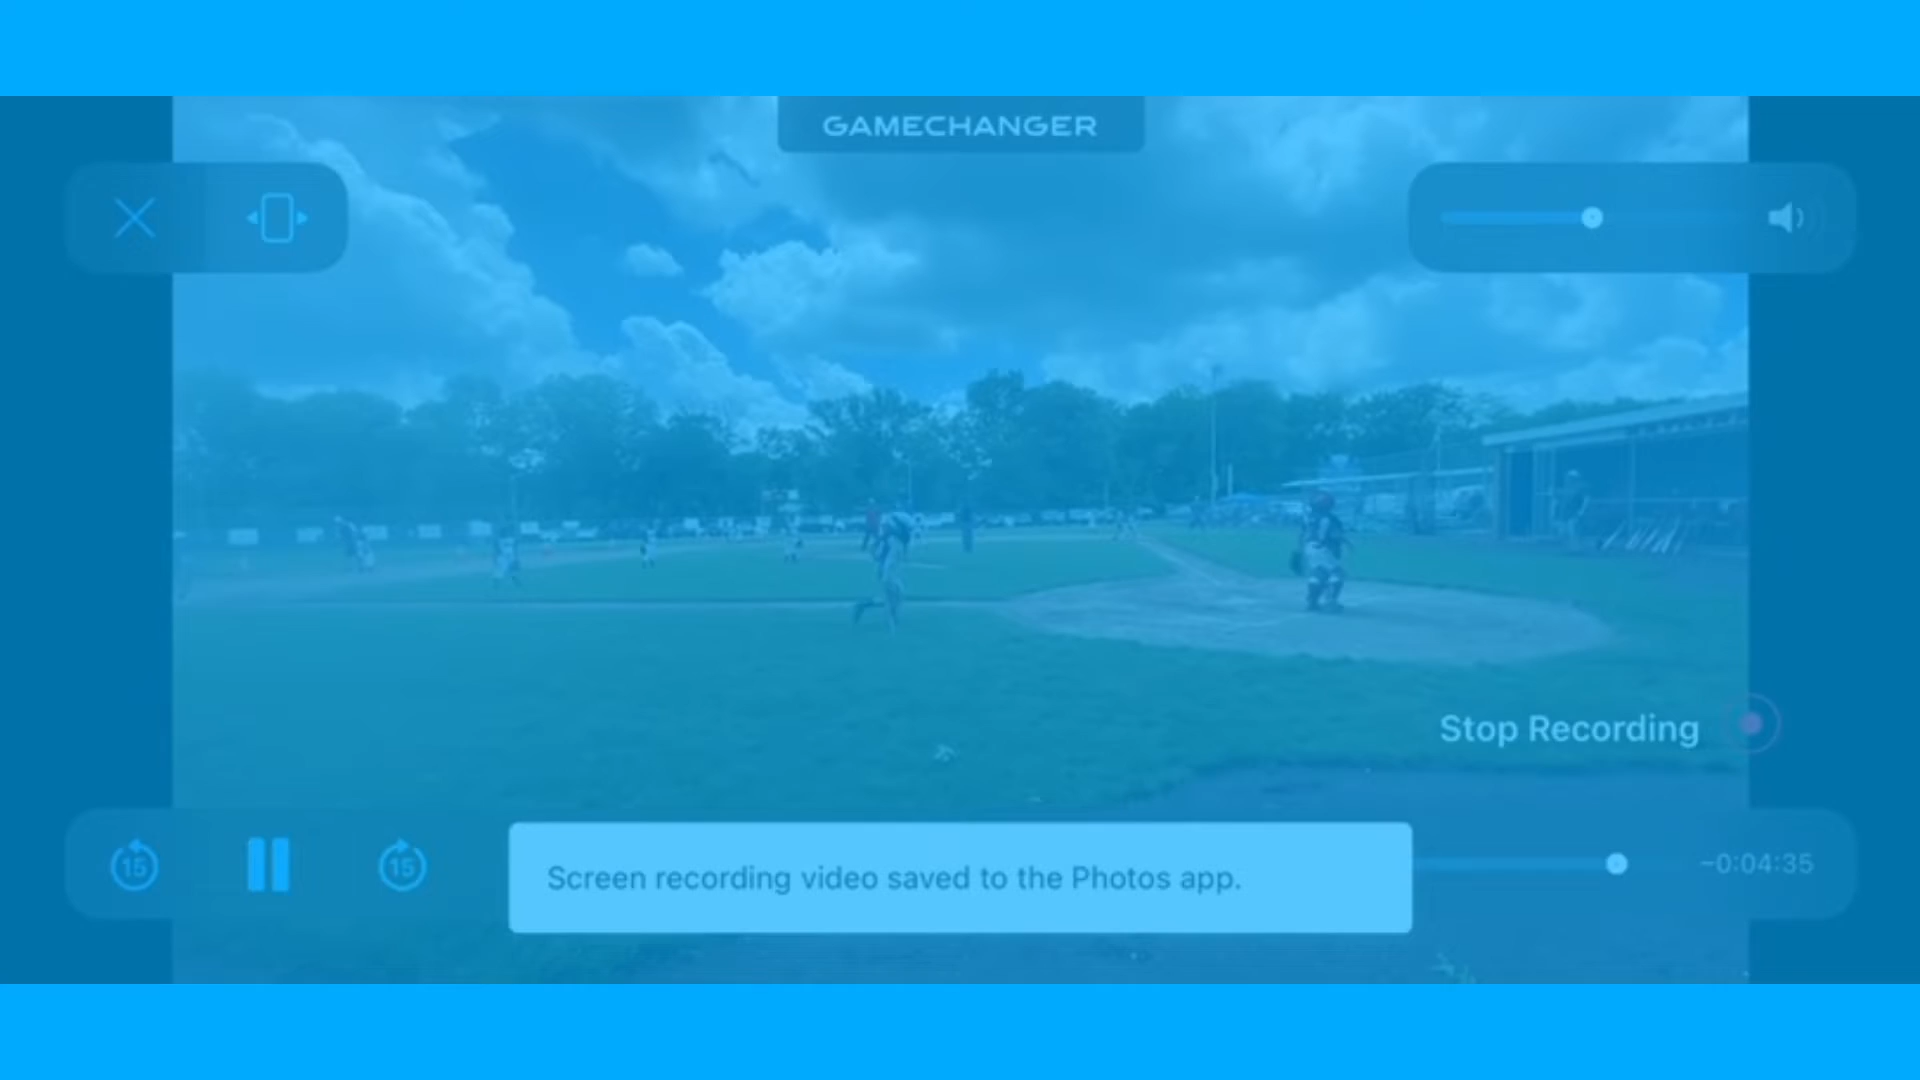 GAMECHANGER
Stop Recording
15
15
Screen recording video saved to the Photos app.
-0:04:35